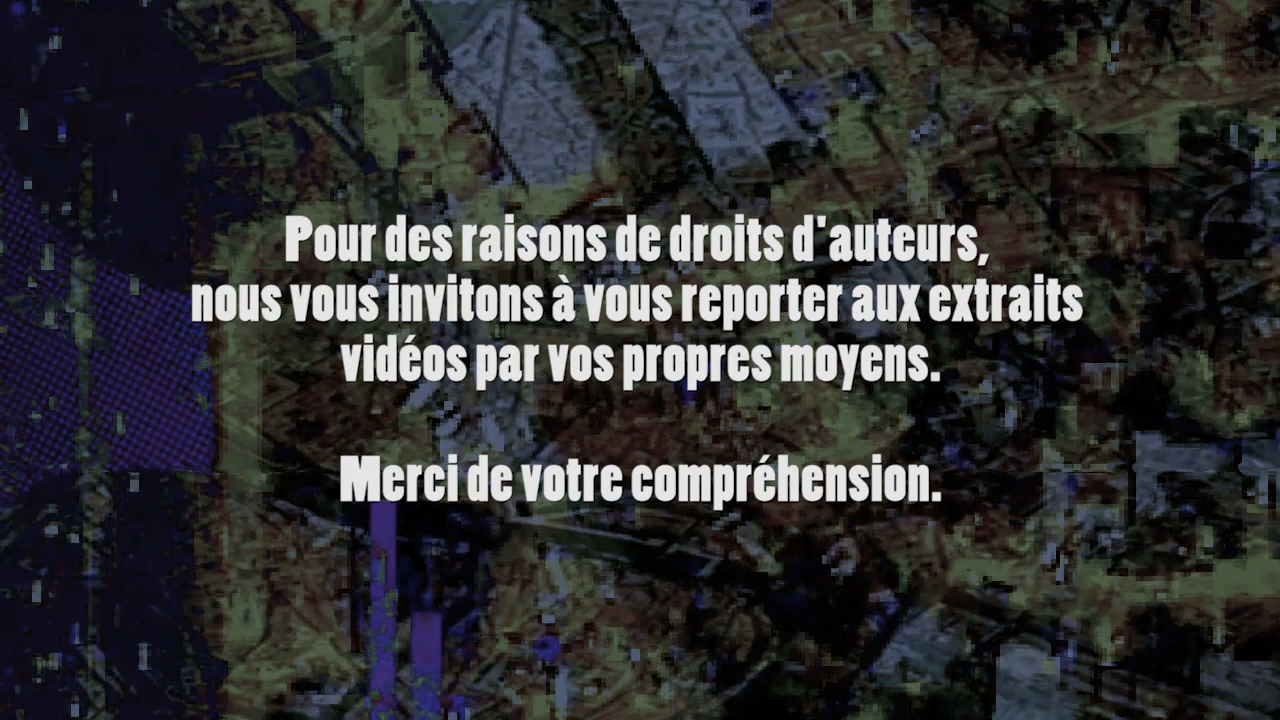 Pour des raisons de droits d'auteurs,
nous vous invitons à vous reporter aux extraits
vidéos par vos propres moyens.
Merci de votre compréhension.